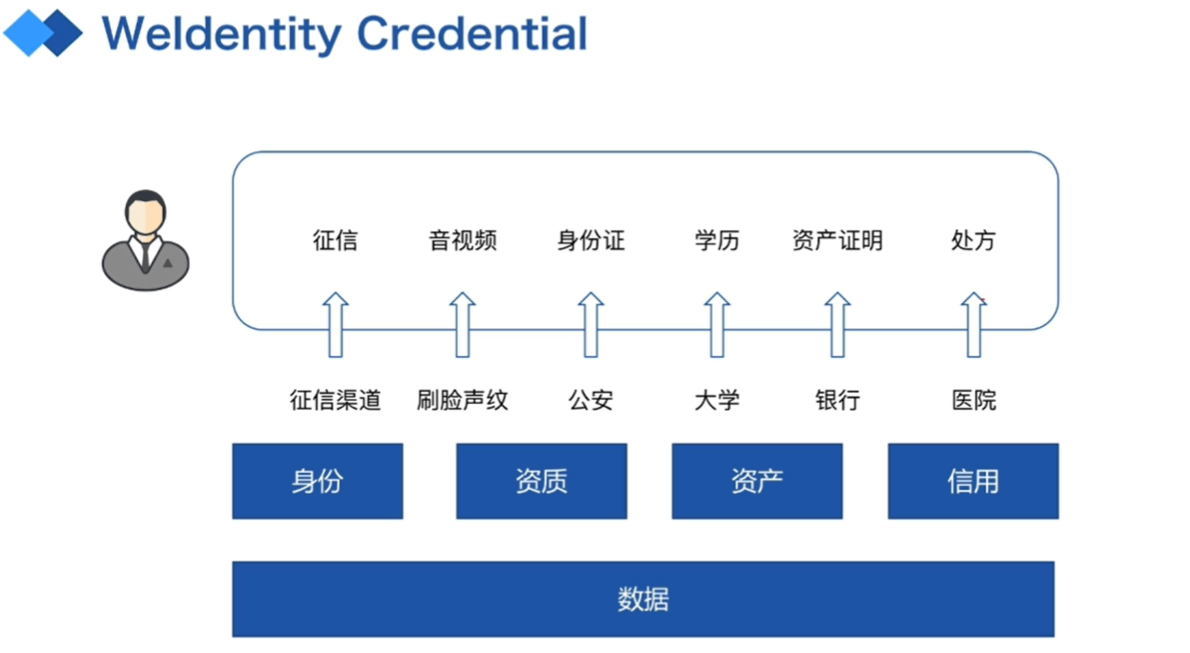 WeIdentity Credential
征信 音视频 身份证 学历 资产证明 处方
征信渠道 刷脸声纹 公安 大学 银行 医院
身份 资质 资产 信用
数据